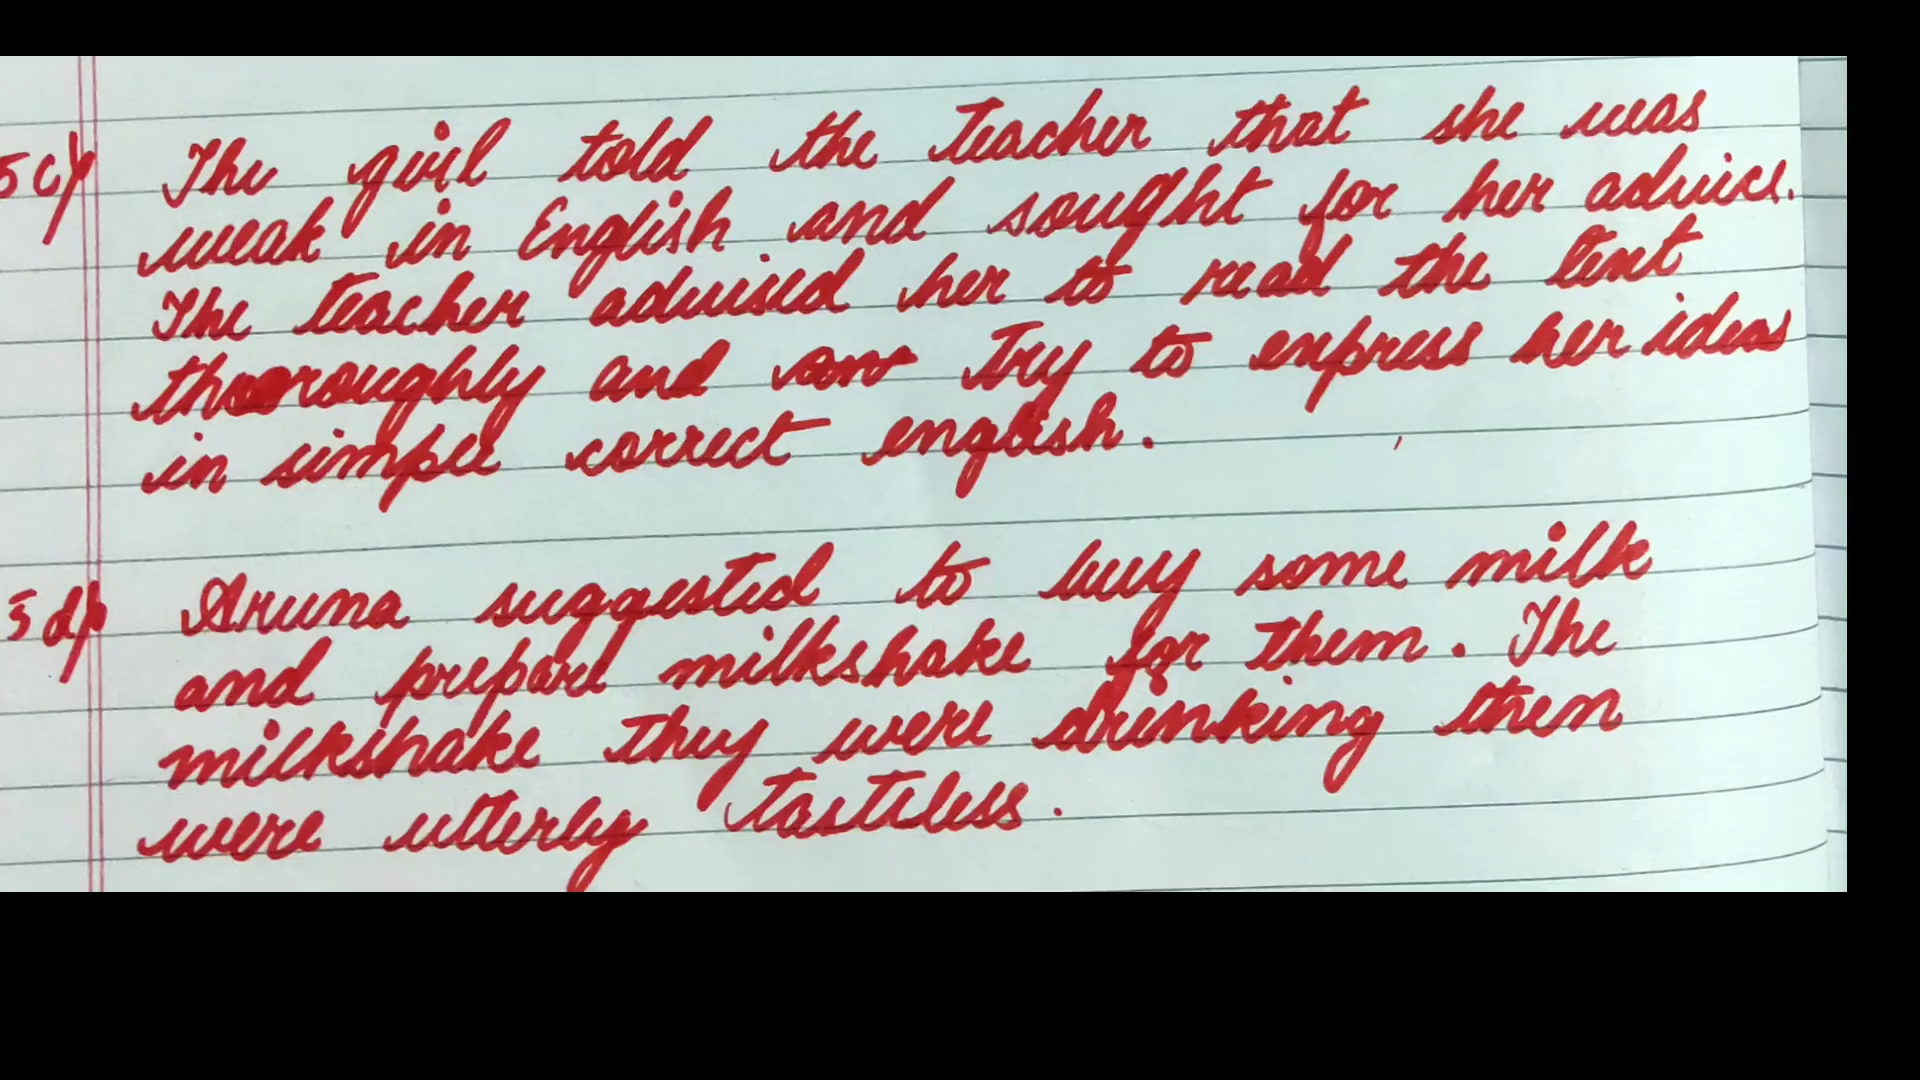 5 c) The girl told the teacher that she was
weak in English and sought for her advice.
The teacher advised her to read the text
thoroughly and try to express her ideas
in simple correct english.
5 d) Aruna suggested to buy some milk
and prepare milkshake for them. The
milkshake they were drinking then
were utterly tasteless.